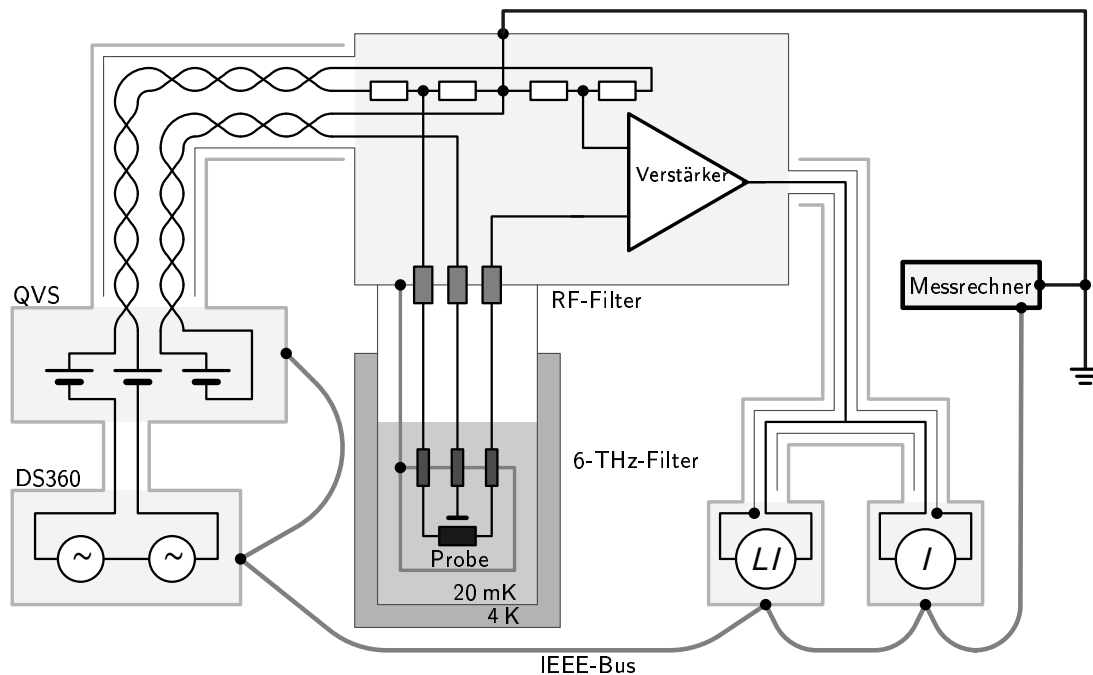 Verstärker
QVS
RF-Filter
Messrechner
DS360
6-THz-Filter
~
~
Probe
LI
I
20 mK
4 K
IEEE-Bus